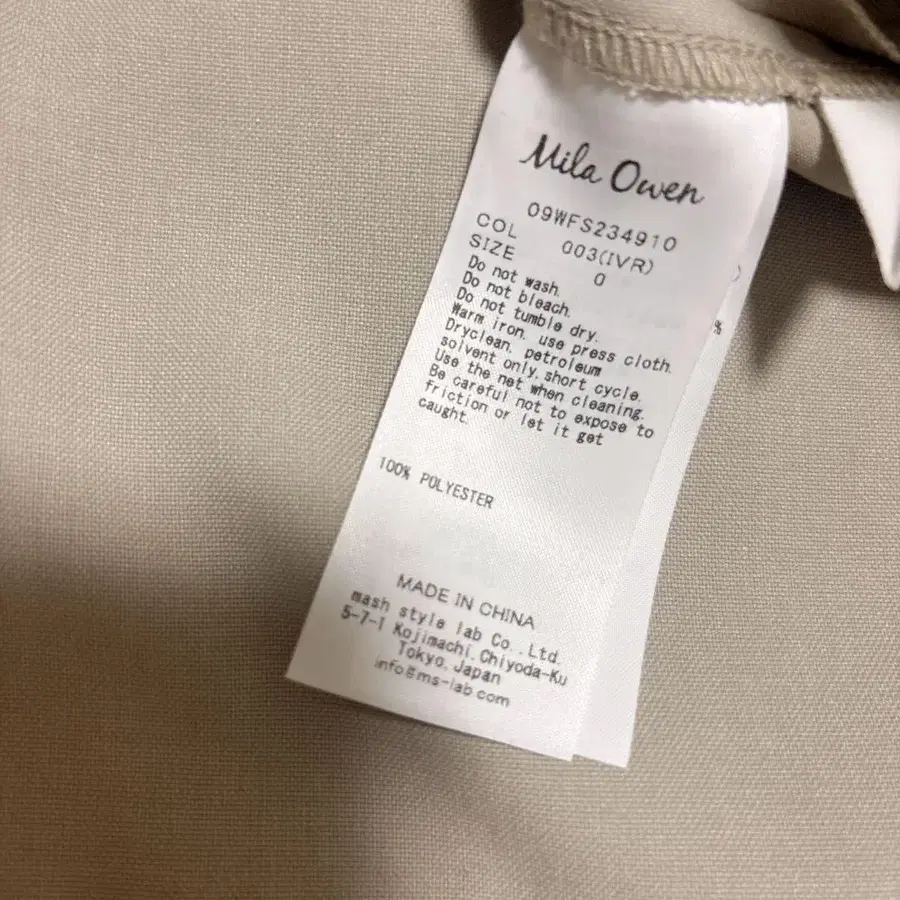 Mila Owen
09WFS234910
COL 003(IVR)
SIZE 0
Do not wash.
Do not bleach.
Do not tumble dry.
Warm iron. use press cloth.
Dryclean. petroleum
solvent only. short cycle.
Use the net when cleaning.
Be careful not to expose to
friction or let it get
caught.
100% POLYESTER
MADE IN CHINA
mash style lab Co.,Ltd.
5-7-1 Kojimachi,Chiyoda-Ku
Tokyo,Japan
info@ms-lab.com
)
%